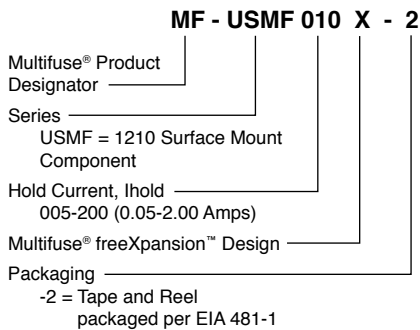 MF - USMF 010 X - 2
Multifuse® Product
Designator
Series
USMF = 1210 Surface Mount
Component
Hold Current, Ihold
005-200 (0.05-2.00 Amps)
Multifuse® freeXpansion™ Design
Packaging
-2 = Tape and Reel
packaged per EIA 481-1